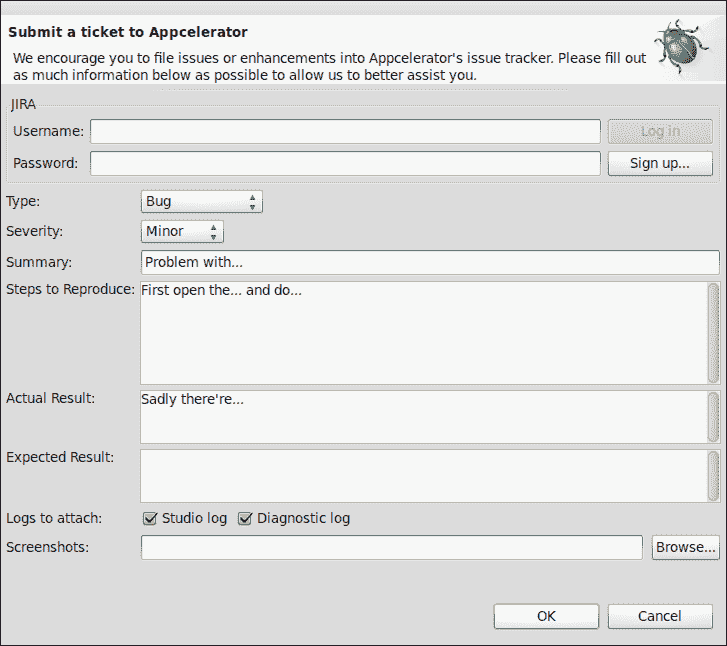 Submit a ticket to Appcelerator
We encourage you to file issues or enhancements into Appcelerator's issue tracker. Please fill out
as much information below as possible to allow us to better assist you.
JIRA
Username:
Log in
Password:
Sign up...
Type:
Bug
Severity:
Minor
Summary:
Problem with...
Steps to Reproduce:
First open the... and do...
Actual Result:
Sadly there're...
Expected Result:
Logs to attach:
Studio log
Diagnostic log
Screenshots:
Browse...
OK
Cancel